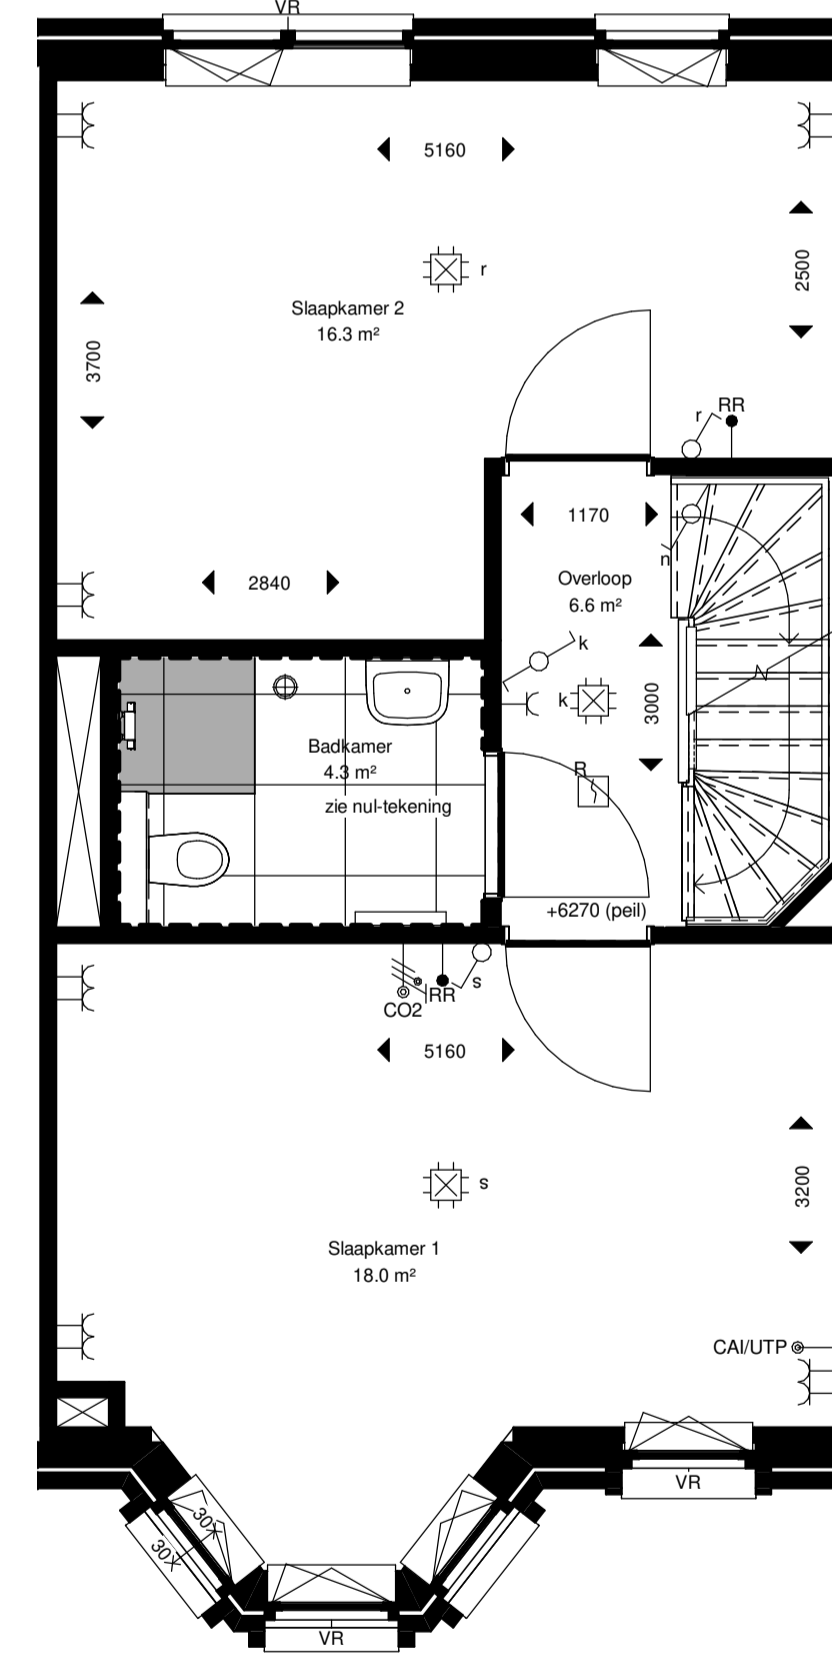 VR
5160
r
2500
Slaapkamer 2
16.3 m²
3700
r
RR
1170
n
Overloop
6.6 m²
2840
k
k
3000
Badkamer
4.3 m²
R
zie nul-tekening
+6270 (peil)
s
RR
CO2
5160
s
3200
Slaapkamer 1
18.0 m²
CAI/UTP
VR
30
30
VR